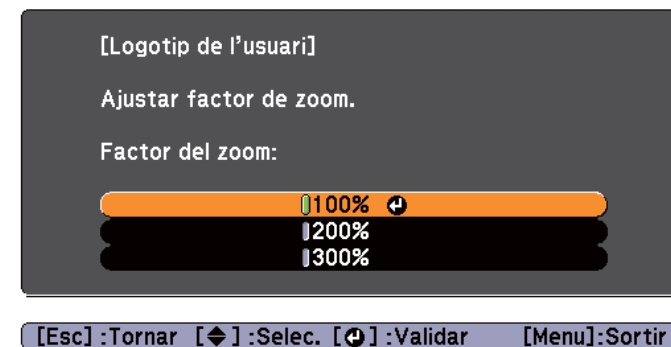 [Logotip de l'usuari]
Ajustar factor de zoom.
Factor del zoom:
100%
200%
300%
[Esc] :Tornar [◆] :Selec. [⏎] :Validar [Menu]:Sortir